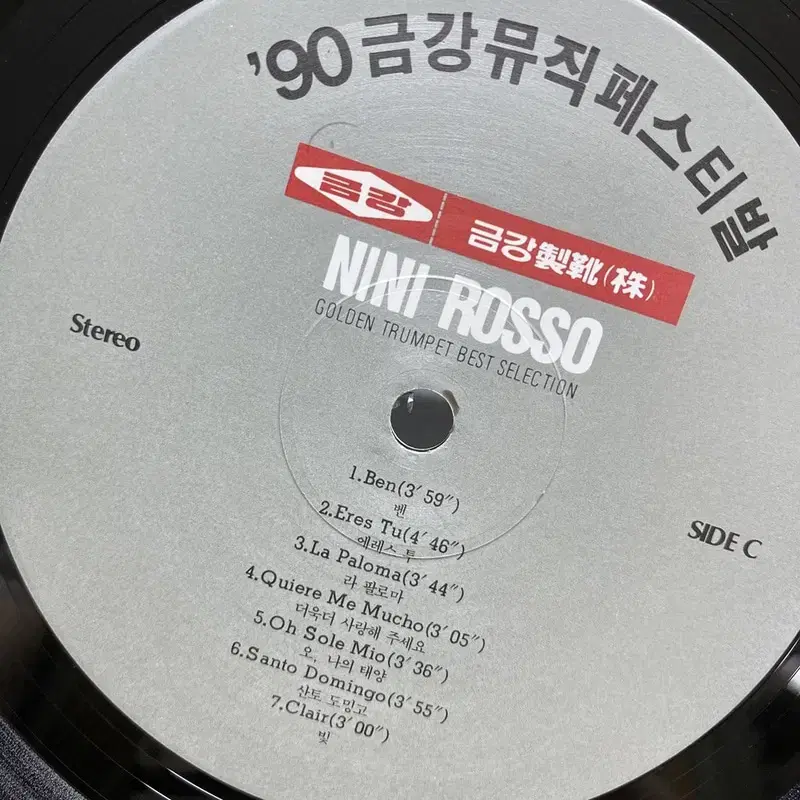 '90 금강뮤직페스티발
금강
금강製靴(株)
NINI ROSSO
GOLDEN TRUMPET BEST SELECTION
Stereo
SIDE C
1.Ben(3′59″)
벤
2.Eres Tu(4′46″)
에레스 투
3.La Paloma(3′44″)
라 팔로마
4.Quiere Me Mucho(3′05″)
더욱더 사랑해 주세요
5.Oh Sole Mio(3′36″)
오, 나의 태양
6.Santo Domingo(3′55″)
산토 도밍고
7.Clair(3′00″)
빛